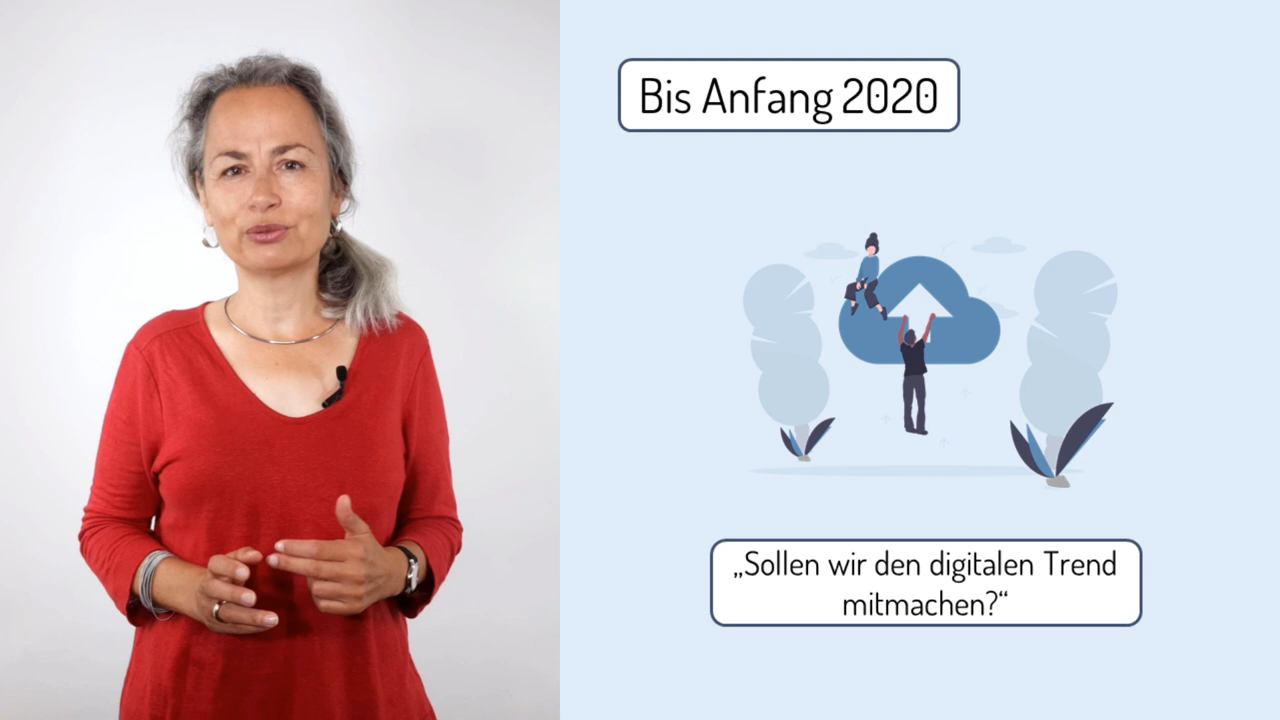 Bis Anfang 2020
„Sollen wir den digitalen Trend
mitmachen?“